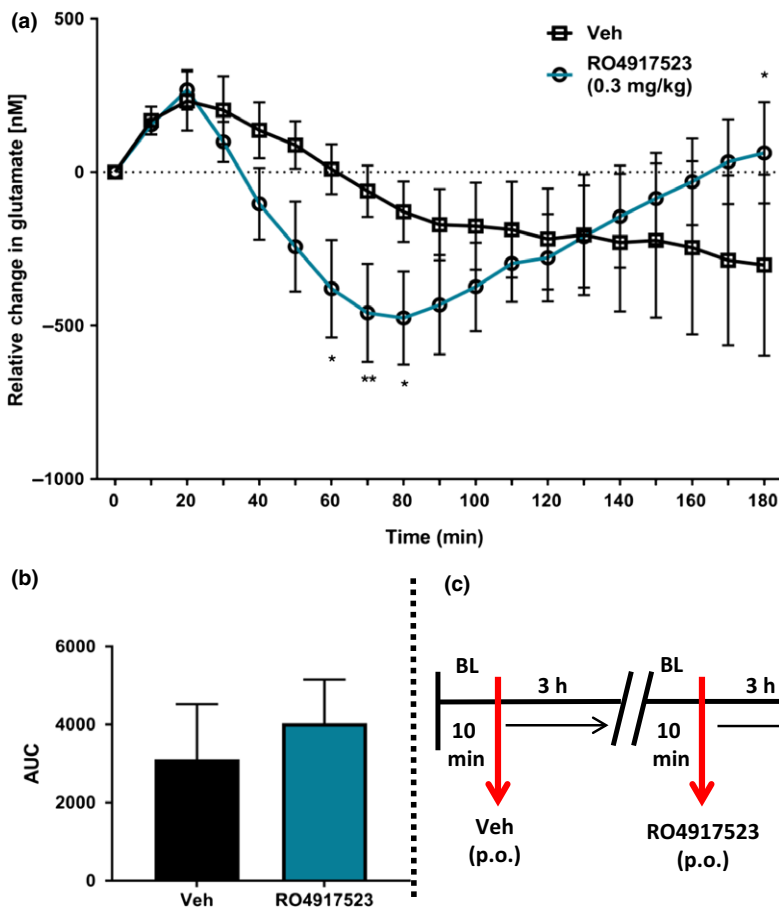 (a)
500
0
−500
−1000
Relative change in glutamate [nM]
Veh
RO4917523
(0.3 mg/kg)
*
*
**
*
0 20 40 60 80 100 120 140 160 180
Time (min)
(b)
6000
4000
2000
0
AUC
Veh RO4917523
(c)
BL BL
3 h 3 h
10 10
min min
Veh
(p.o.)
RO4917523
(p.o.)